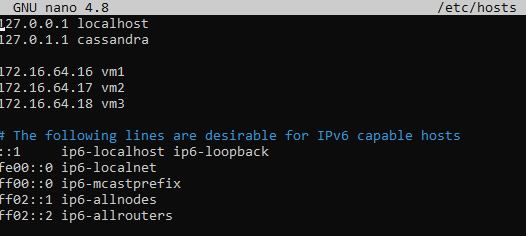 GNU nano 4.8 /etc/hosts
127.0.0.1 localhost
127.0.1.1 cassandra
172.16.64.16 vm1
172.16.64.17 vm2
172.16.64.18 vm3
# The following lines are desirable for IPv6 capable hosts
::1     ip6-localhost ip6-loopback
fe00::0 ip6-localnet
ff00::0 ip6-mcastprefix
ff02::1 ip6-allnodes
ff02::2 ip6-allrouters